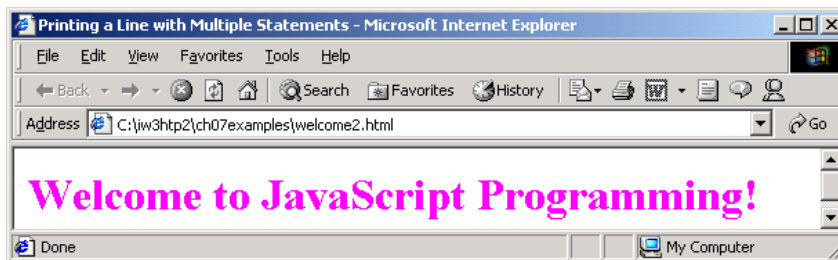 Printing a Line with Multiple Statements - Microsoft Internet Explorer
File Edit View Favorites Tools Help
Back Search Favorites History
Address C:\iw3htp2\ch07examples\welcome2.html Go
Welcome to JavaScript Programming!
Done My Computer